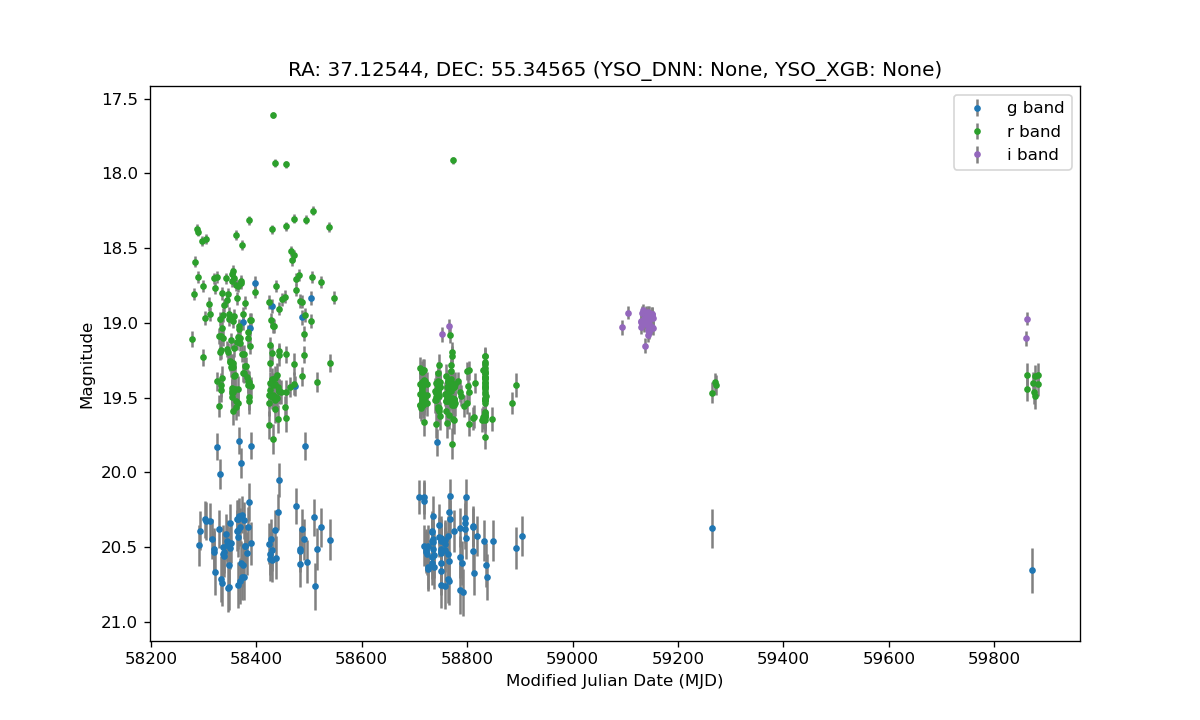 RA: 37.12544, DEC: 55.34565 (YSO_DNN: None, YSO_XGB: None)
g band
r band
i band
17.5
18.0
18.5
19.0
19.5
20.0
20.5
21.0
Magnitude
58200 58400 58600 58800 59000 59200 59400 59600 59800
Modified Julian Date (MJD)